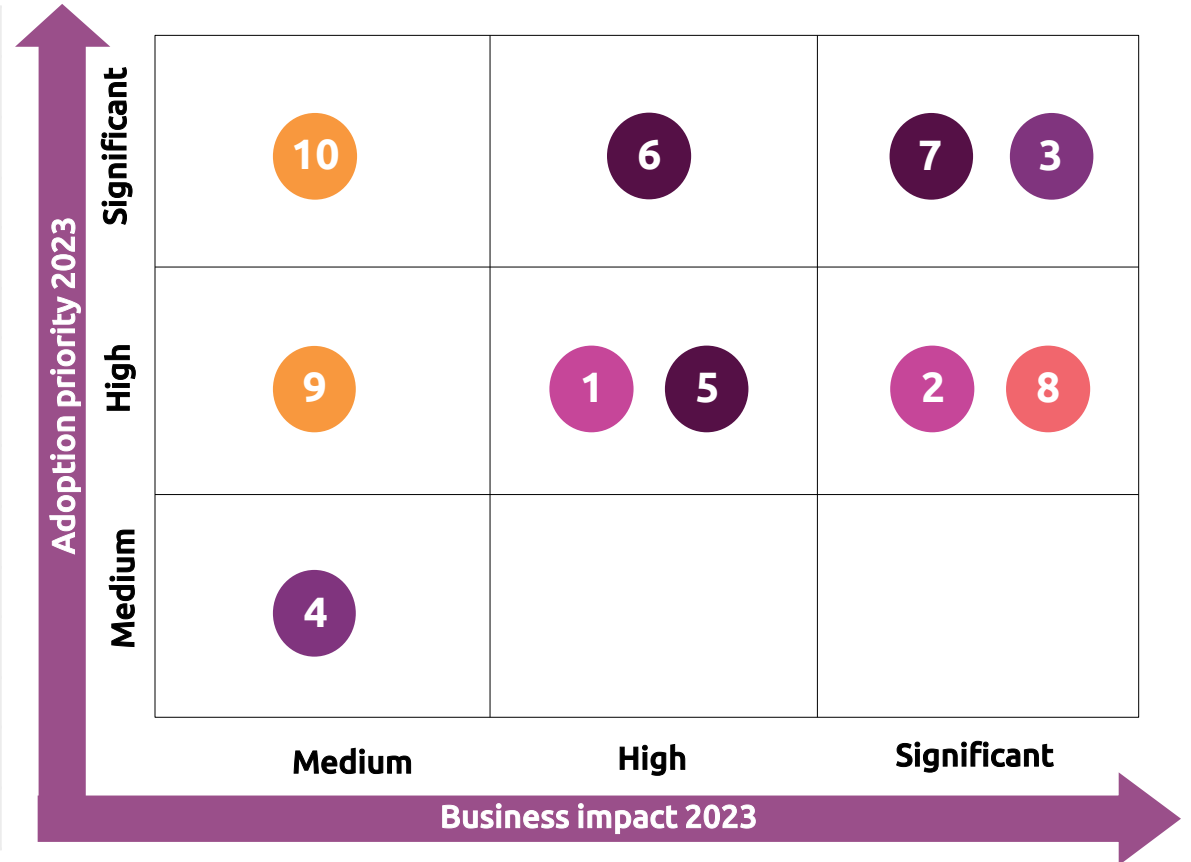 Adoption priority 2023
Significant
10
6
7
3
High
9
1
5
2
8
Medium
4
Medium
High
Significant
Business impact 2023